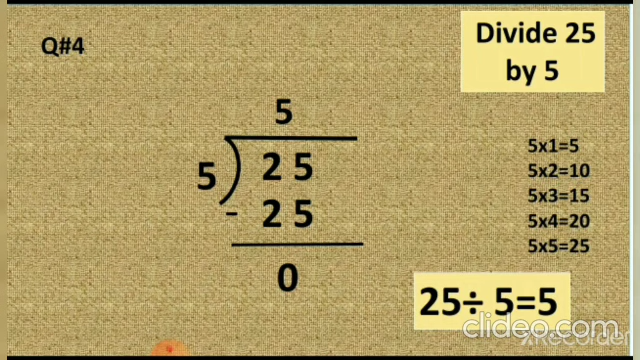 Q#4
Divide 25
by 5
5
5 ) 2 5
- 2 5
0
5x1=5
5x2=10
5x3=15
5x4=20
5x5=25
25÷ 5=5
clideo.com
XRecorder